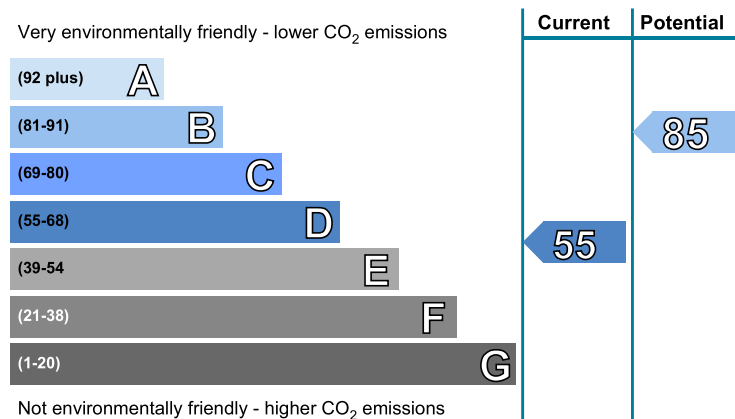 Current Potential
Very environmentally friendly - lower CO₂ emissions
(92 plus) A
(81-91) B
85
(69-80) C
(55-68) D
55
(39-54 E
(21-38) F
(1-20) G
Not environmentally friendly - higher CO₂ emissions